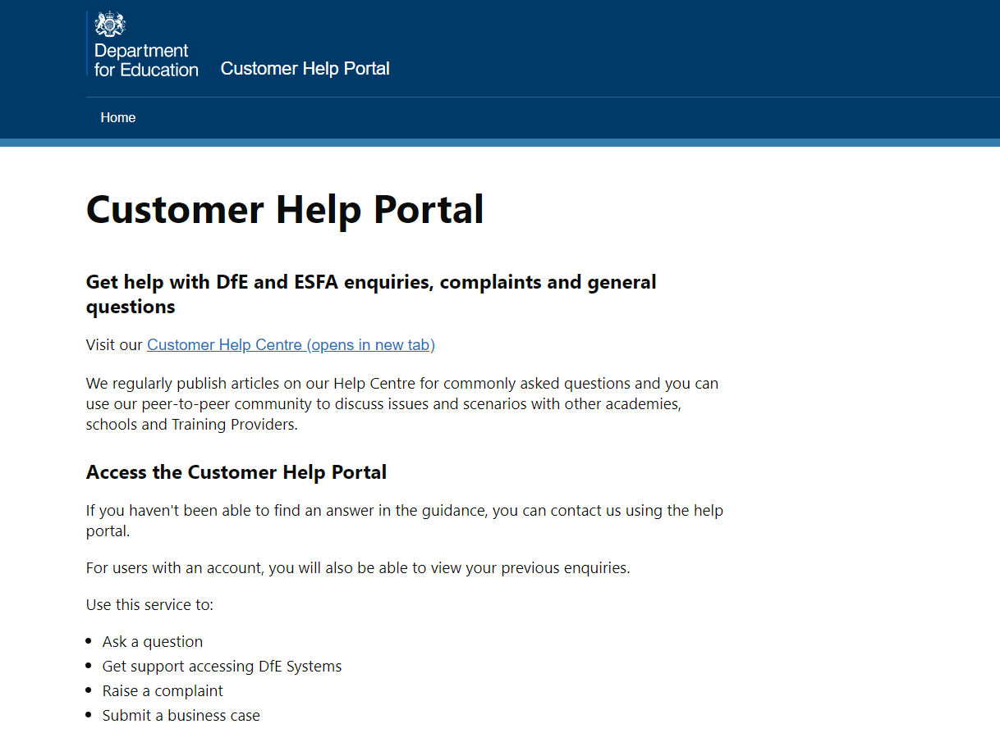 Department
for Education
Customer Help Portal
Home
Customer Help Portal
Get help with DfE and ESFA enquiries, complaints and general
questions
Visit our Customer Help Centre (opens in new tab)
We regularly publish articles on our Help Centre for commonly asked questions and you can
use our peer-to-peer community to discuss issues and scenarios with other academies,
schools and Training Providers.
Access the Customer Help Portal
If you haven't been able to find an answer in the guidance, you can contact us using the help
portal.
For users with an account, you will also be able to view your previous enquiries.
Use this service to:
• Ask a question
• Get support accessing DfE Systems
• Raise a complaint
• Submit a business case